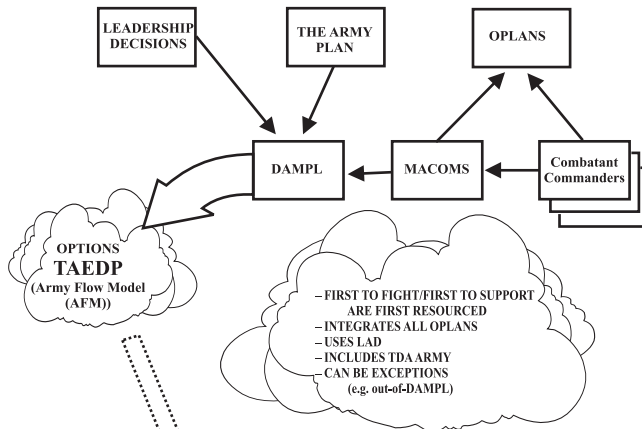 LEADERSHIP
DECISIONS
THE ARMY
PLAN
OPLANS
DAMPL
MACOMS
Combatant
Commanders
OPTIONS
TAEDP
(Army Flow Model
(AFM))
– FIRST TO FIGHT/FIRST TO SUPPORT
ARE FIRST RESOURCED
– INTEGRATES ALL OPLANS
– USES LAD
– INCLUDES TDA ARMY
– CAN BE EXCEPTIONS
(e.g. out-of-DAMPL)